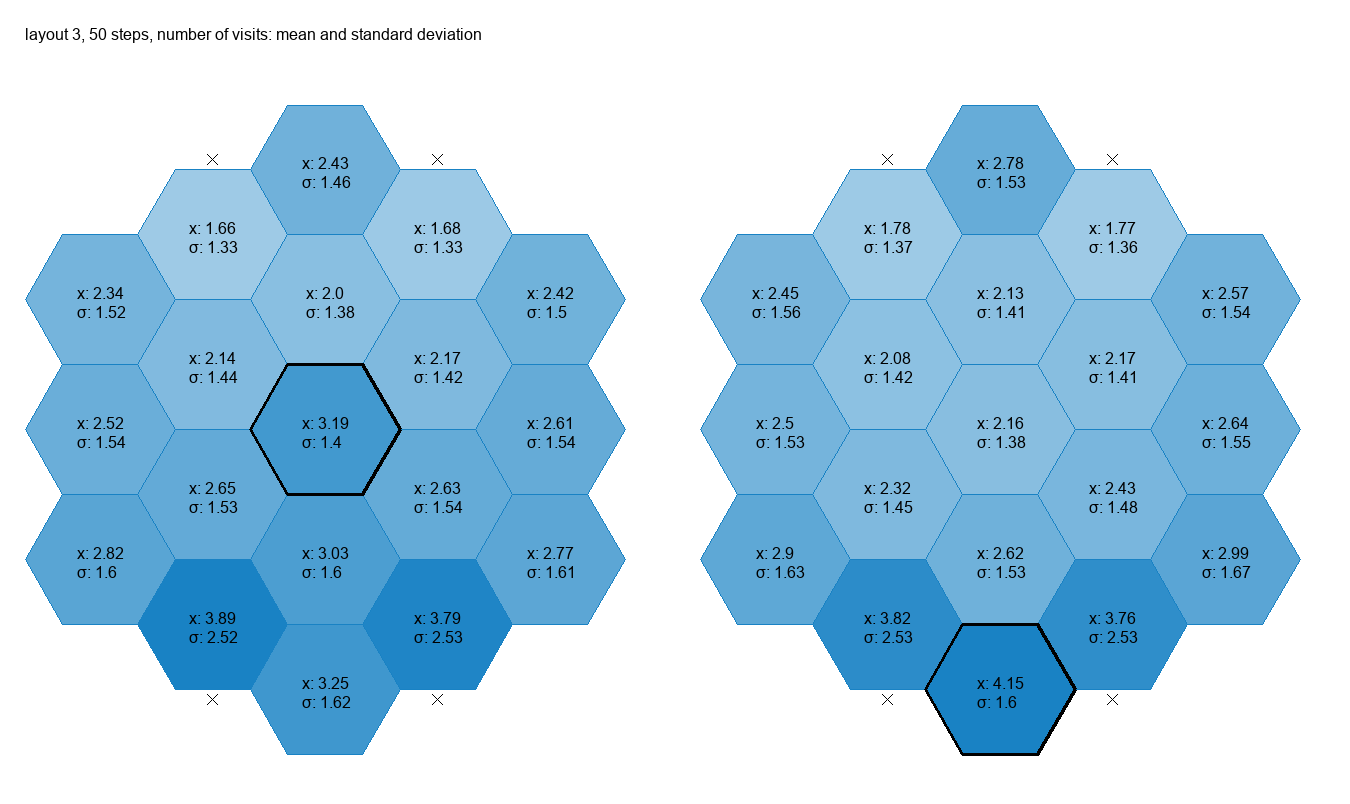 layout 3, 50 steps, number of visits: mean and standard deviation
x: 2.43
σ: 1.46
x: 1.66
σ: 1.33
x: 1.68
σ: 1.33
x: 2.34
σ: 1.52
x: 2.0
σ: 1.38
x: 2.42
σ: 1.5
x: 2.14
σ: 1.44
x: 2.17
σ: 1.42
x: 2.52
σ: 1.54
x: 3.19
σ: 1.4
x: 2.61
σ: 1.54
x: 2.65
σ: 1.53
x: 2.63
σ: 1.54
x: 2.82
σ: 1.6
x: 3.03
σ: 1.6
x: 2.77
σ: 1.61
x: 3.89
σ: 2.52
x: 3.79
σ: 2.53
x: 3.25
σ: 1.62
x: 2.78
σ: 1.53
x: 1.78
σ: 1.37
x: 1.77
σ: 1.36
x: 2.45
σ: 1.56
x: 2.13
σ: 1.41
x: 2.57
σ: 1.54
x: 2.08
σ: 1.42
x: 2.17
σ: 1.41
x: 2.5
σ: 1.53
x: 2.16
σ: 1.38
x: 2.64
σ: 1.55
x: 2.32
σ: 1.45
x: 2.43
σ: 1.48
x: 2.9
σ: 1.63
x: 2.62
σ: 1.53
x: 2.99
σ: 1.67
x: 3.82
σ: 2.53
x: 3.76
σ: 2.53
x: 4.15
σ: 1.6